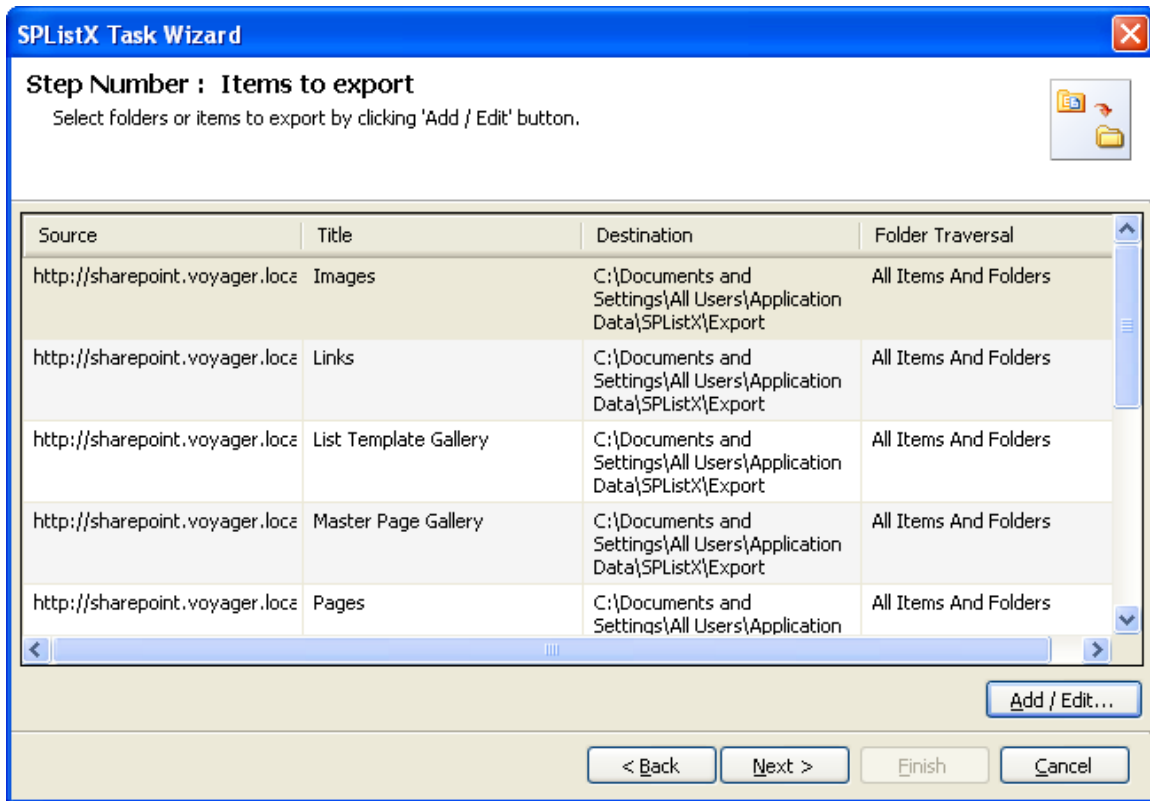 SPListX Task Wizard
Step Number : Items to export
Select folders or items to export by clicking 'Add / Edit' button.
Source Title Destination Folder Traversal
http://sharepoint.voyager.loca Images C:\Documents and All Items And Folders
Settings\All Users\Application
Data\SPListX\Export
http://sharepoint.voyager.loca Links C:\Documents and All Items And Folders
Settings\All Users\Application
Data\SPListX\Export
http://sharepoint.voyager.loca List Template Gallery C:\Documents and All Items And Folders
Settings\All Users\Application
Data\SPListX\Export
http://sharepoint.voyager.loca Master Page Gallery C:\Documents and All Items And Folders
Settings\All Users\Application
Data\SPListX\Export
http://sharepoint.voyager.loca Pages C:\Documents and All Items And Folders
Settings\All Users\Application
Add / Edit...
< Back Next > Finish Cancel